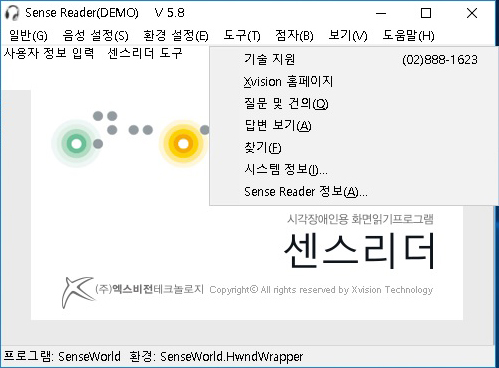 Sense Reader(DEMO) V 5.8
일반(G) 음성 설정(S) 환경 설정(E) 도구(T) 점자(B) 보기(V) 도움말(H)
사용자 정보 입력 센스리더 도구
기술 지원 (02)888-1623
Xvision 홈페이지
질문 및 건의(Q)
답변 보기(A)
찾기(F)
시스템 정보(I)...
Sense Reader 정보(A)...
시각장애인용 화면읽기프로그램
센스리더
(주)엑스비전테크놀로지 Copyright© All rights reserved by Xvision Technology
프로그램: SenseWorld 환경: SenseWorld.HwndWrapper